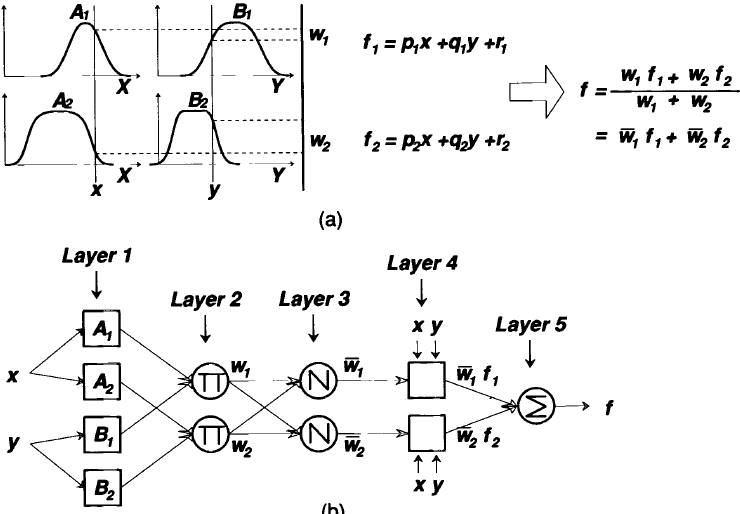 A₁ B₁
w₁ f₁ = p₁x +q₁y +r₁
X Y
f = w₁ f₁ + w₂ f₂
w₁ + w₂
A₂ B₂
w₂ f₂ = p₂x +q₂y +r₂
= w̅₁ f₁ + w̅₂ f₂
x X y Y
(a)
Layer 1
Layer 2 Layer 3 Layer 4
x y
Layer 5
A₁
x A₂ Π w₁ N w̅₁ w̅₁ f₁
Σ f
y B₁ Π w₂ N w̅₂ w̅₂ f₂
B₂
x y
(b)